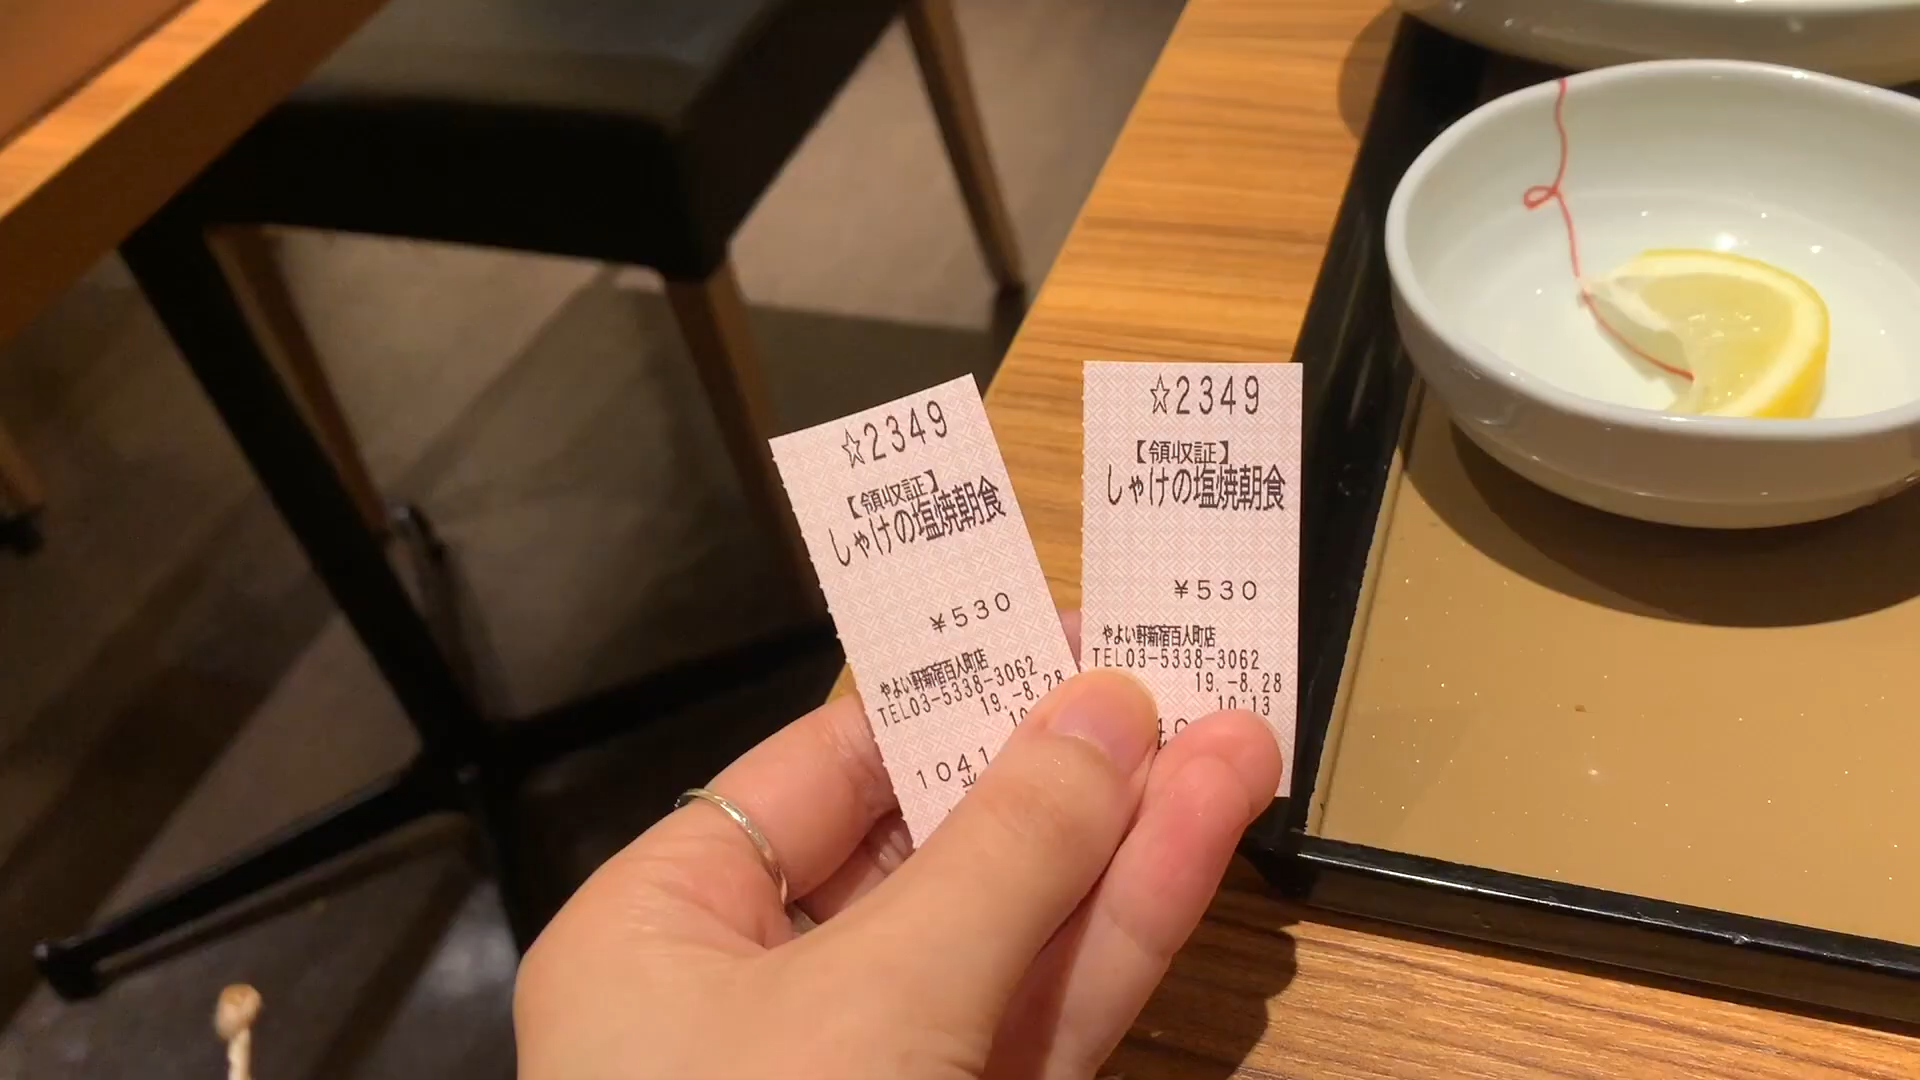 ☆2349
【領収証】
しゃけの塩焼朝食
¥530
やよい軒新宿百人町店
TEL03-5338-3062
19.-8.28
1041
☆2349
【領収証】
しゃけの塩焼朝食
¥530
やよい軒新宿百人町店
TEL03-5338-3062
19.-8.28
10:13